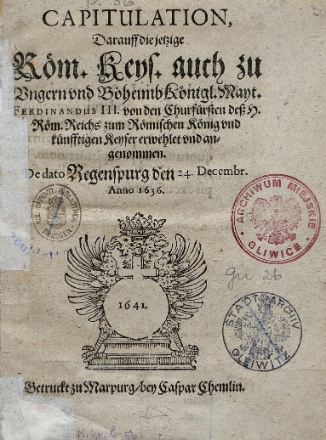 CAPITULATION,
Darauff die jetzige
Röm. Keys. auch zu
Vngern vnd Böheimb Königl. Mayt.
FERDINANDUS III. von den Churfürsten deß H.
Röm. Reichs zum Römischen König vnd
künfftigen Keyser erwehlet vnd an-
genommen.
De dato Regenspurg den 24. Decembr.
Anno 1636.
ARCHIWUM MIEJSKIE
GLIWICE
Gw 26
1641.
STADTARCHIV
GLEIWITZ
Getruckt zu Marpurg/ bey Caspar Chemlin.